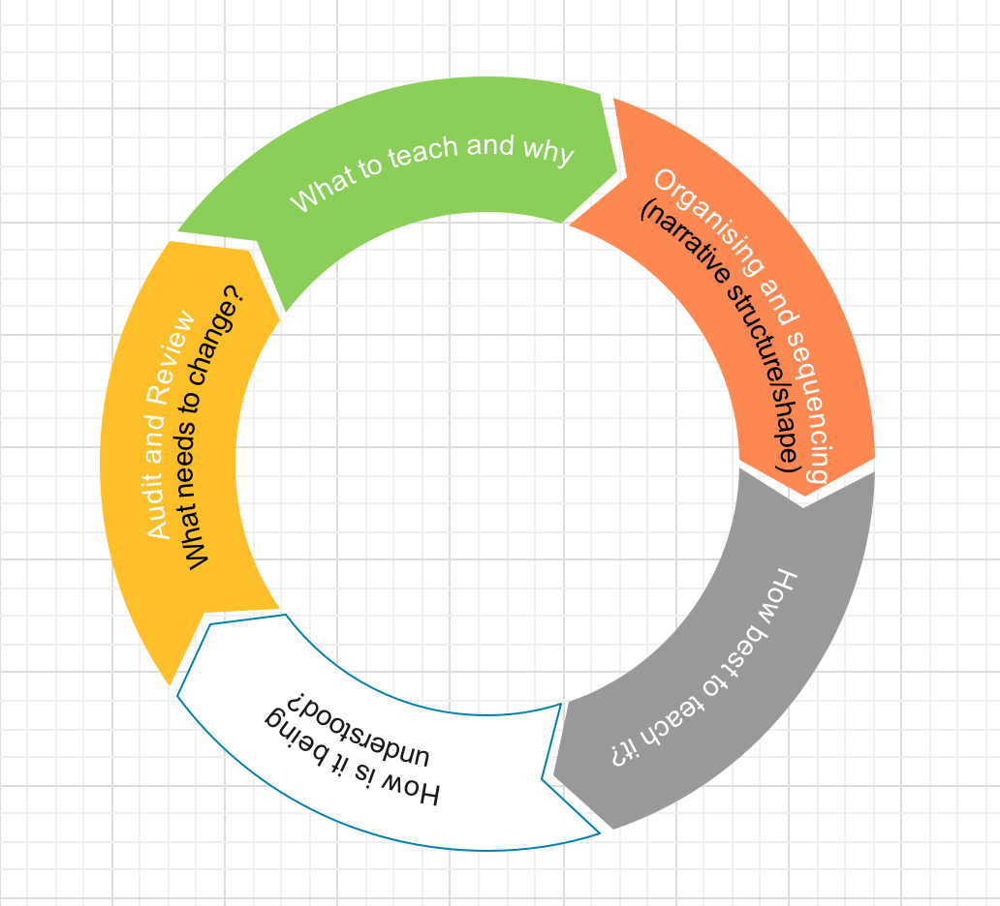 What to teach and why
Organising and sequencing
(narrative structure/shape)
How best to teach it?
How is it being
understood?
Audit and Review
What needs to change?